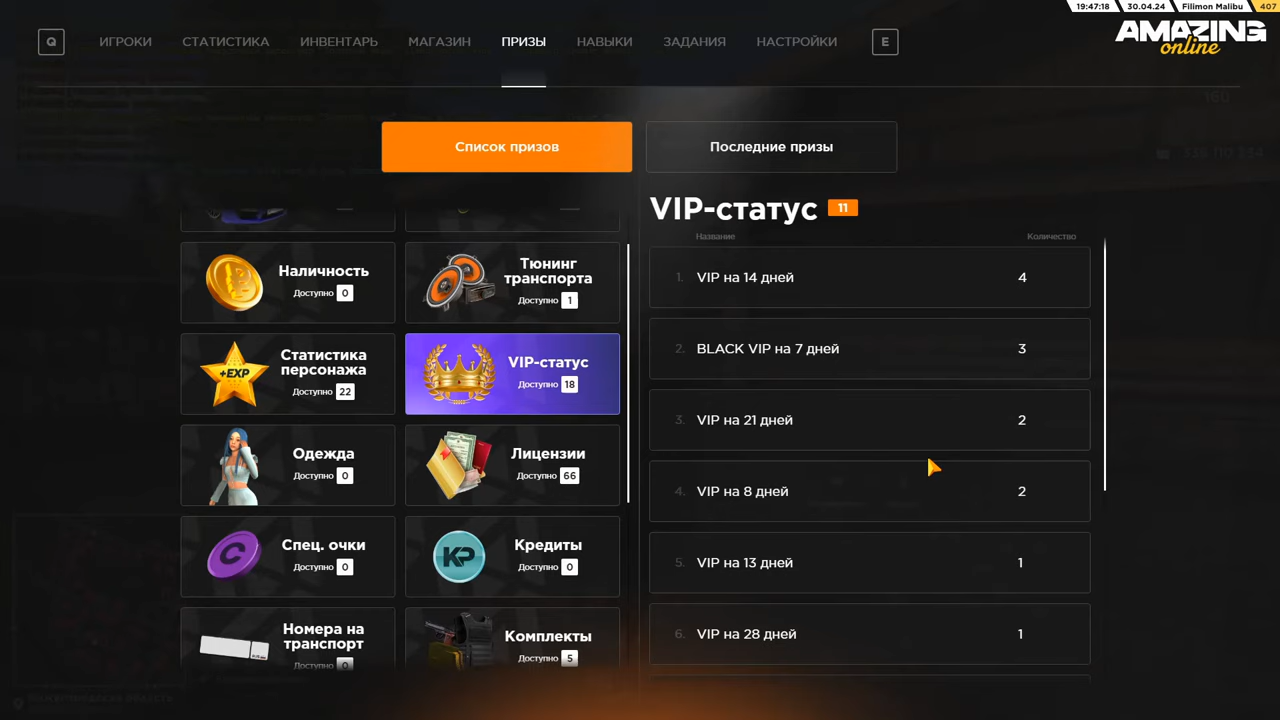 19:47:18 30.04.24 Filimon Malibu 407
AMAZING
online
Q ИГРОКИ СТАТИСТИКА ИНВЕНТАРЬ МАГАЗИН ПРИЗЫ НАВЫКИ ЗАДАНИЯ НАСТРОЙКИ E
Список призов
Последние призы
Наличность
Доступно 0
Тюнинг
транспорта
Доступно 1
+EXP
Статистика
персонажа
Доступно 22
VIP-статус
Доступно 18
Одежда
Доступно 0
Лицензии
Доступно 66
C
Спец. очки
Доступно 0
KP
Кредиты
Доступно 0
Номера на
транспорт
Доступно 0
Комплекты
Доступно 5
VIP-статус 11
Название Количество
1. VIP на 14 дней 4
2. BLACK VIP на 7 дней 3
3. VIP на 21 дней 2
4. VIP на 8 дней 2
5. VIP на 13 дней 1
6. VIP на 28 дней 1